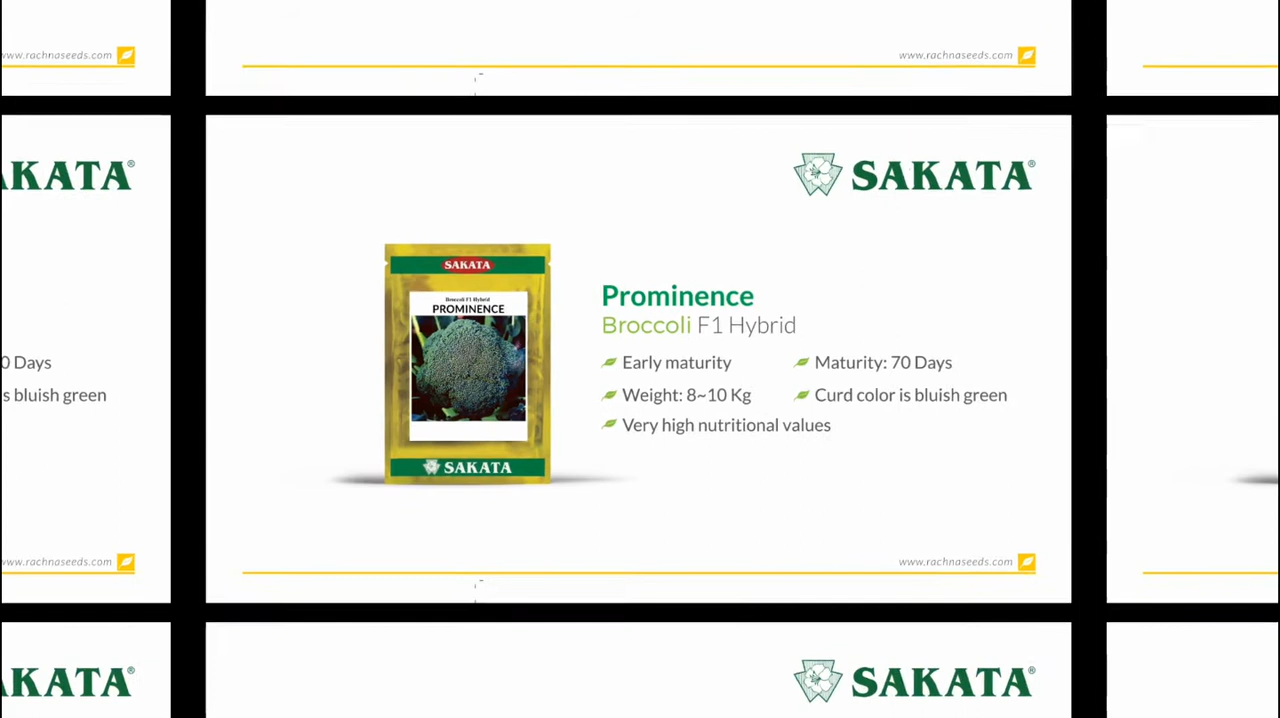 www.rachnaseeds.com
www.rachnaseeds.com
AKATA®
SAKATA®
SAKATA
Broccoli F1 Hybrid
PROMINENCE
SAKATA
Prominence
Broccoli F1 Hybrid
Early maturity
Maturity: 70 Days
Weight: 8~10 Kg
Curd color is bluish green
Very high nutritional values
0 Days
s bluish green
www.rachnaseeds.com
www.rachnaseeds.com
AKATA®
SAKATA®